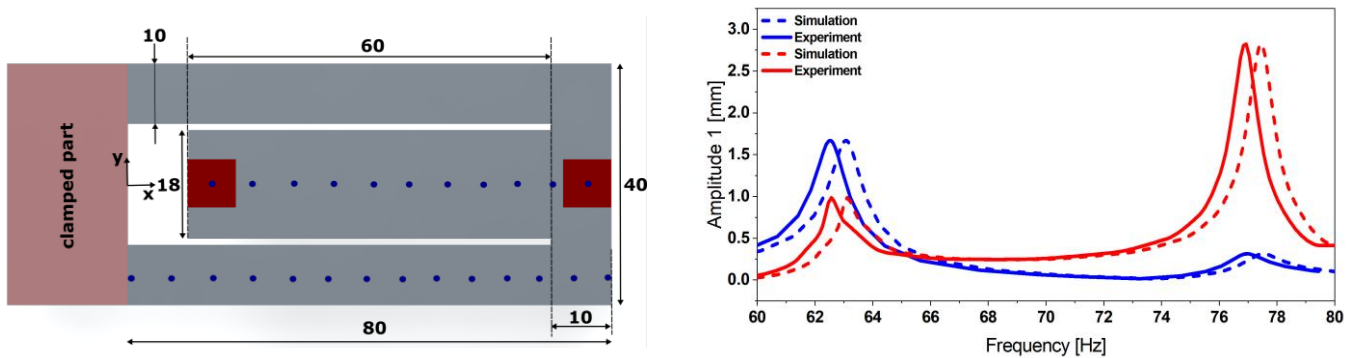 10
60
clamped part
y
x
18
40
10
80
Amplitude 1 [mm]
3.0
2.5
2.0
1.5
1.0
0.5
0.0
Simulation
Experiment
Simulation
Experiment
60 62 64 66 68 70 72 74 76 78 80
Frequency [Hz]